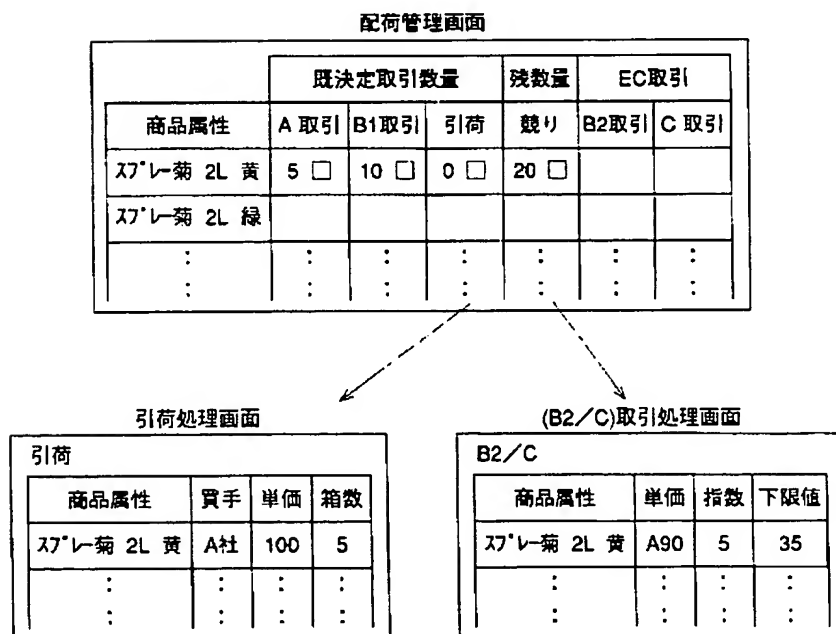 配荷管理画面
既決定取引数量 残数量 EC取引
商品属性 A 取引 B1取引 引荷 競り B2取引 C 取引
スプレー菊 2L 黄 5 □ 10 □ 0 □ 20 □
スプレー菊 2L 緑
引荷処理画面
引荷
商品属性 買手 単価 箱数
スプレー菊 2L 黄 A社 100 5
(B2/C)取引処理画面
B2/C
商品属性 単価 指数 下限値
スプレー菊 2L 黄 A90 5 35